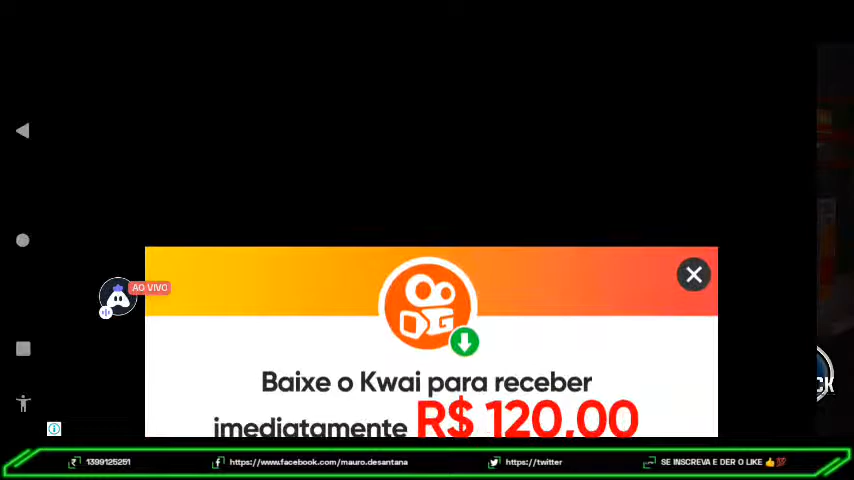 AO VIVO
Baixe o Kwai para receber
imediatamente R$ 120,00
CK
1399125251
https://www.facebook.com/mauro.desantana
https://twitter
SE INSCREVA E DER O LIKE 👍💯